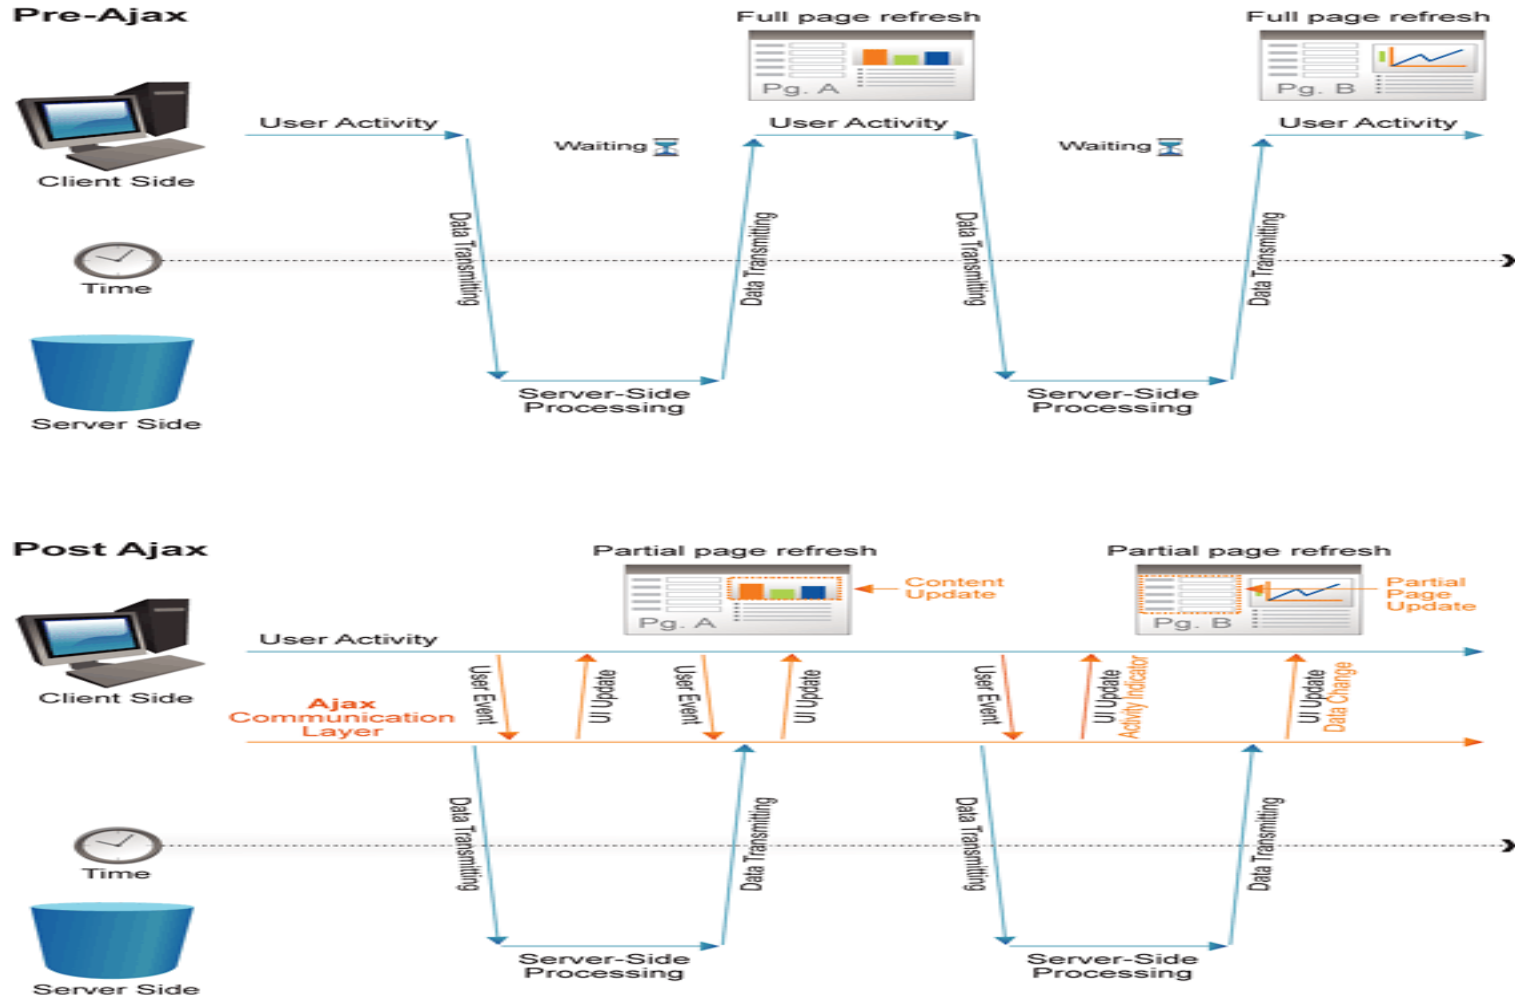 Pre-Ajax
Full page refresh
Full page refresh
Pg. A
Pg. B
User Activity
User Activity
User Activity
Waiting
Waiting
Client Side
Data Transmitting
Data Transmitting
Data Transmitting
Data Transmitting
Time
Server-Side
Processing
Server-Side
Processing
Server Side
Post Ajax
Partial page refresh
Partial page refresh
Content
Update
Partial
Page
Update
Pg. A
Pg. B
User Activity
Client Side
User Event
UI Update
User Event
UI Update
User Event
UI Update
Activity Indicator
UI Update
Data Change
Ajax
Communication
Layer
Data Transmitting
Data Transmitting
Data Transmitting
Data Transmitting
Time
Server-Side
Processing
Server-Side
Processing
Server Side